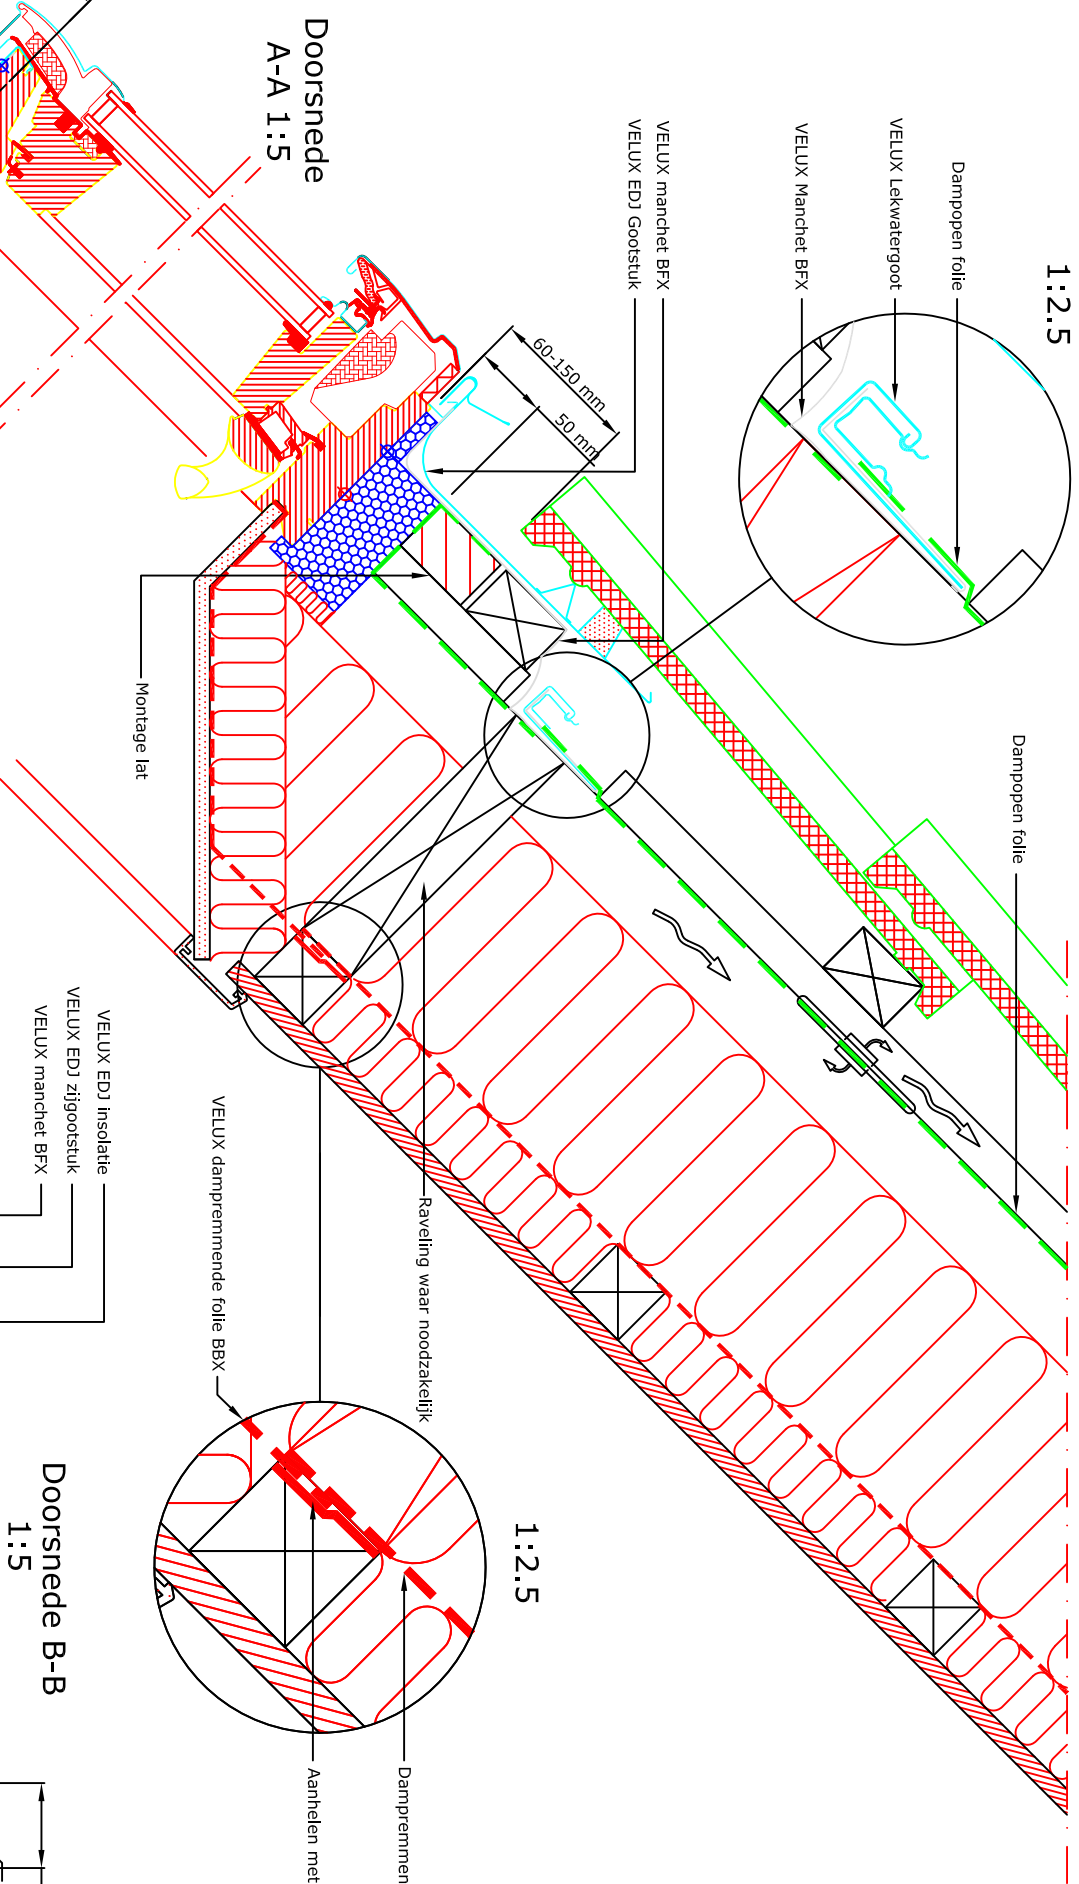 Doorsnede
A-A 1:5
1:2.5
Dampopen folie
VELUX Lekwatergoot
VELUX Manchet BFX
VELUX manchet BFX
VELUX EDJ Gootstuk
60-150 mm
50 mm
Montage lat
Dampopen folie
VELUX EDJ insolatie
VELUX EDJ zijgootstuk
VELUX manchet BFX
Raveling waar noodzakelijk
VELUX dampremmende folie BBX
1:2.5
Doorsnede B-B
1:5
Dampremmen
Aanhelen met